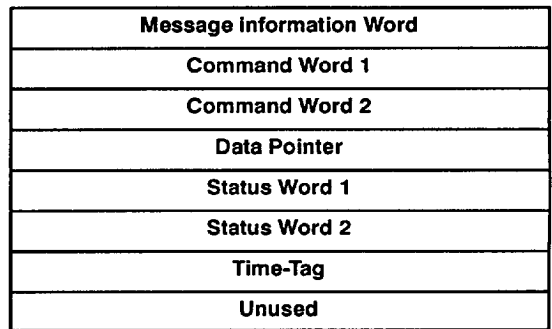 Message information Word
Command Word 1
Command Word 2
Data Pointer
Status Word 1
Status Word 2
Time-Tag
Unused